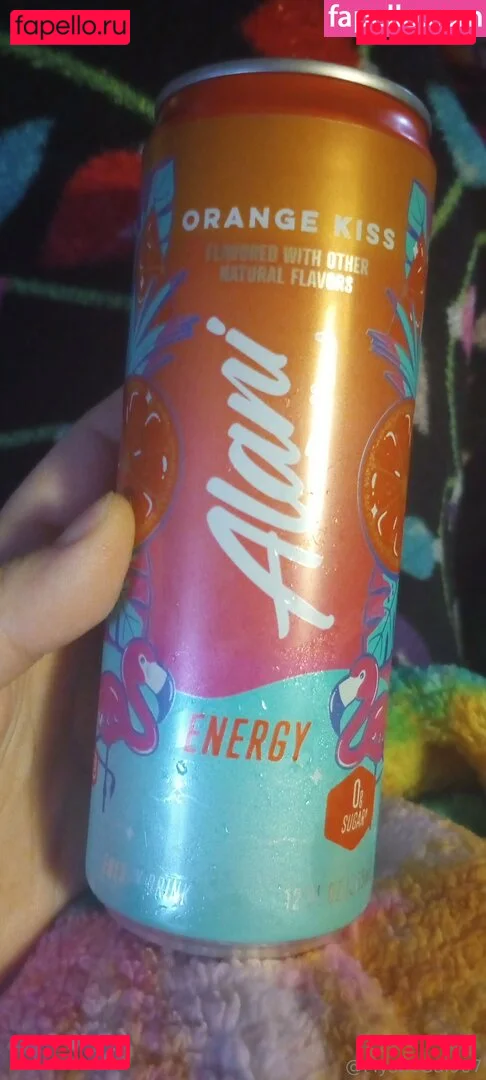 fapello.ru
fapello.ru
ORANGE KISS
FLAVORED WITH OTHER
NATURAL FLAVORS
Alani
ENERGY
0g
SUGAR
fapello.ru
fapello.ru